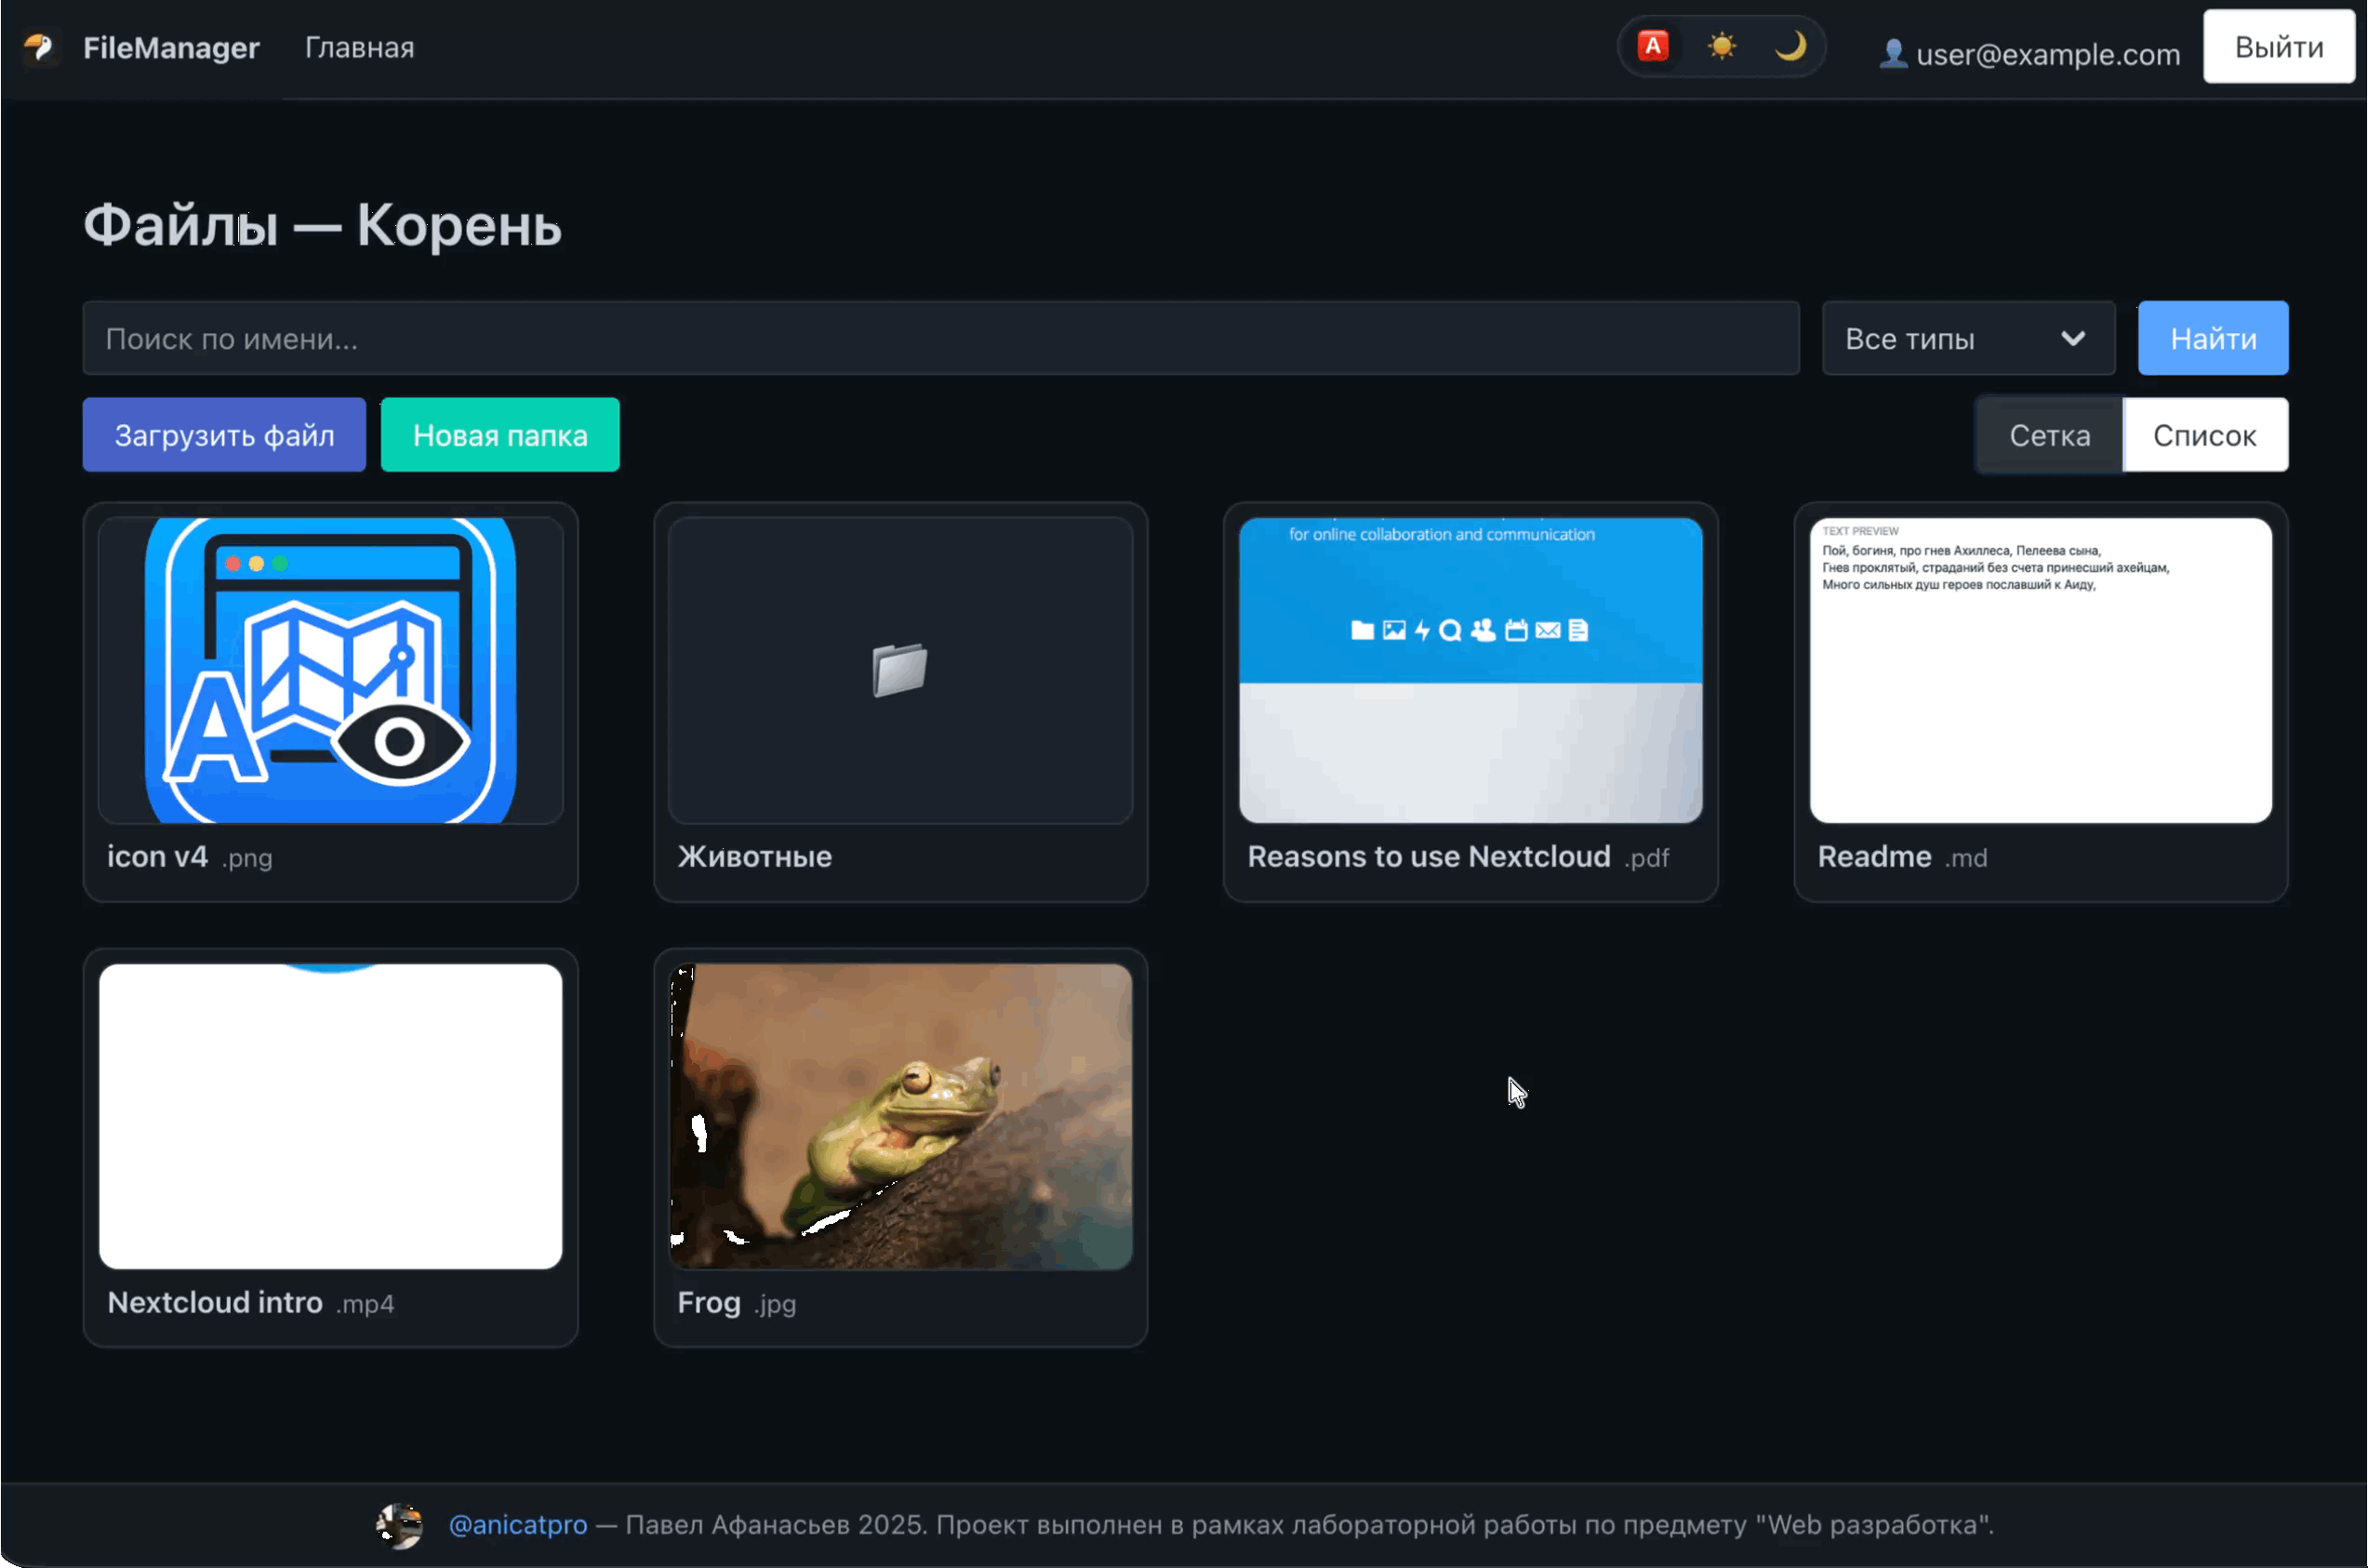 FileManager Главная A user@example.com Выйти
Файлы — Корень
Поиск по имени... Все типы Найти
Загрузить файл Новая папка Сетка Список
A
icon v4 .png
Животные
for online collaboration and communication
Reasons to use Nextcloud .pdf
TEXT PREVIEW
Пой, богиня, про гнев Ахиллеса, Пелеева сына,
Гнев проклятый, страданий без счета принесший ахейцам,
Много сильных душ героев пославший к Аиду,
Readme .md
Nextcloud intro .mp4
Frog .jpg
@anicatpro — Павел Афанасьев 2025. Проект выполнен в рамках лабораторной работы по предмету "Web разработка".